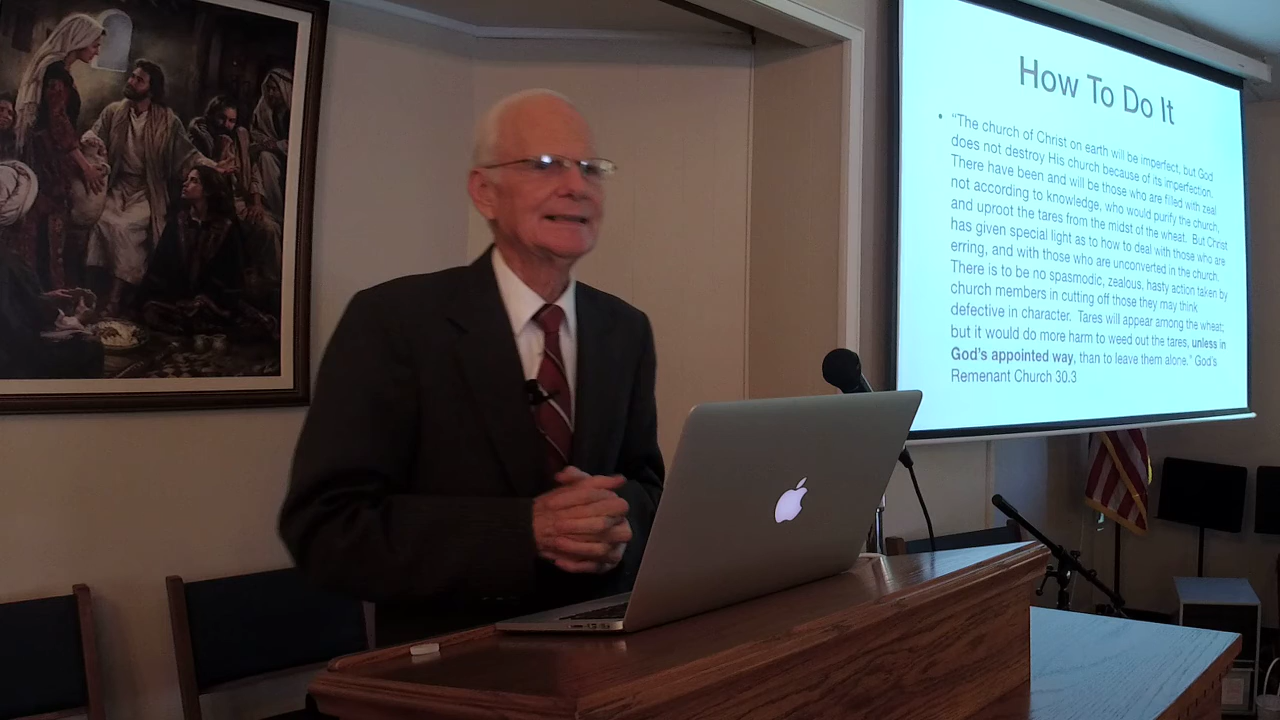 How To Do It
• “The church of Christ on earth will be imperfect, but God
does not destroy His church because of its imperfection.
There have been and will be those who are filled with zeal
not according to knowledge, who would purify the church,
and uproot the tares from the midst of the wheat. But Christ
has given special light as to how to deal with those who are
erring, and with those who are unconverted in the church.
There is to be no spasmodic, zealous, hasty action taken by
church members in cutting off those they may think
defective in character. Tares will appear among the wheat;
but it would do more harm to weed out the tares, unless in
God’s appointed way, than to leave them alone.” God’s
Remenant Church 30.3